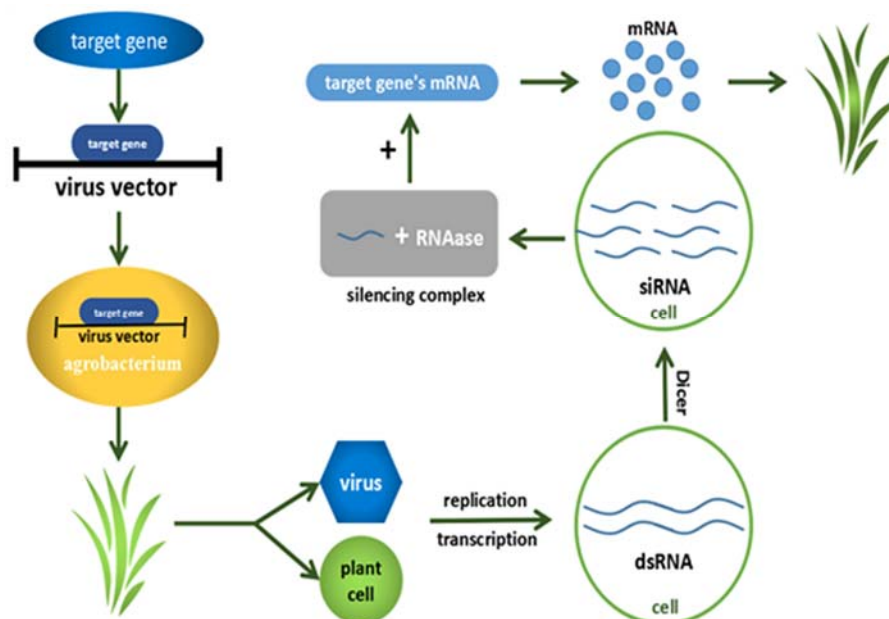 target gene
target gene
virus vector
target gene
virus vector
agrobacterium
virus
plant
cell
replication
transcription
dsRNA
cell
Dicer
siRNA
cell
+ RNAase
silencing complex
+
target gene's mRNA
mRNA